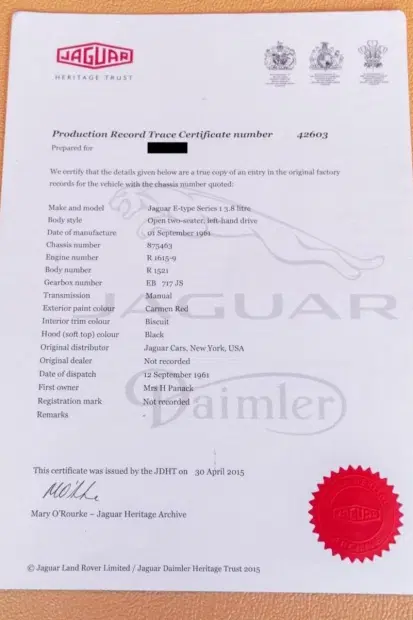 JAGUAR
HERITAGE TRUST
Production Record Trace Certificate number 42603
Prepared for
We certify that the details given below are a true copy of an entry in the original factory
records for the vehicle with the chassis number quoted:
Make and model Jaguar E-type Series 1 3.8 litre
Body style Open two-seater, left-hand drive
Date of manufacture 01 September 1961
Chassis number 875463
Engine number R 1615-9
Body number R 1521
Gearbox number EB 717 JS
Transmission Manual
Exterior paint colour Carmen Red
Interior trim colour Biscuit
Hood (soft top) colour Black
Original distributor Jaguar Cars, New York, USA
Original dealer Not recorded
Date of dispatch 12 September 1961
First owner Mrs H Panack
Registration mark Not recorded
Remarks -
JAGUAR
Daimler
This certificate was issued by the JDHT on 30 April 2015
Mary O'Rourke – Jaguar Heritage Archive
JAGUAR
© Jaguar Land Rover Limited / Jaguar Daimler Heritage Trust 2015